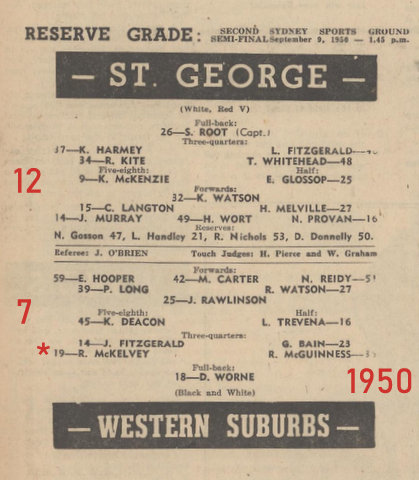 RESERVE GRADE: SECOND SYDNEY SPORTS GROUND
SEMI-FINAL September 9, 1950 — 1.45 p.m.
— ST. GEORGE —
(White, Red V)
Full-back:
26—S. ROOT (Capt.)
Three-quarters:
37—K. HARMEY L. FITZGERALD—
34—R. KITE T. WHITEHEAD—48
Five-eighth: Half:
9—K. McKENZIE E. GLOSSOP—25
12
Forwards:
32—K. WATSON
15—C. LANGTON H. MELVILLE—27
14—J. MURRAY 49—H. WORT N. PROVAN—16
Reserves:
N. Gosson 47, L. Handley 21, R. Nichols 53, D. Donnelly 50.
Referee: J. O'BRIEN Touch Judges: H. Pierce and W. Graham
Forwards:
59—E. HOOPER 42—M. CARTER N. REIDY—51
39—P. LONG R. WATSON—27
25—J. RAWLINSON
7
Five-eighth: Half:
45—K. DEACON L. TREVENA—16
Three-quarters:
14—J. FITZGERALD G. BAIN—23
* 19—R. McKELVEY R. McGUINNESS—
Full-back:
18—D. WORNE
1950
(Black and White)
— WESTERN SUBURBS —